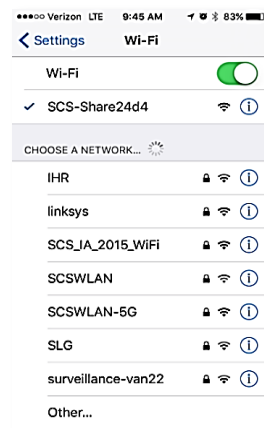 Verizon LTE 9:45 AM 83%
Settings Wi-Fi
Wi-Fi
SCS-Share24d4
CHOOSE A NETWORK...
IHR
linksys
SCS_IA_2015_WiFi
SCSWLAN
SCSWLAN-5G
SLG
surveillance-van22
Other...